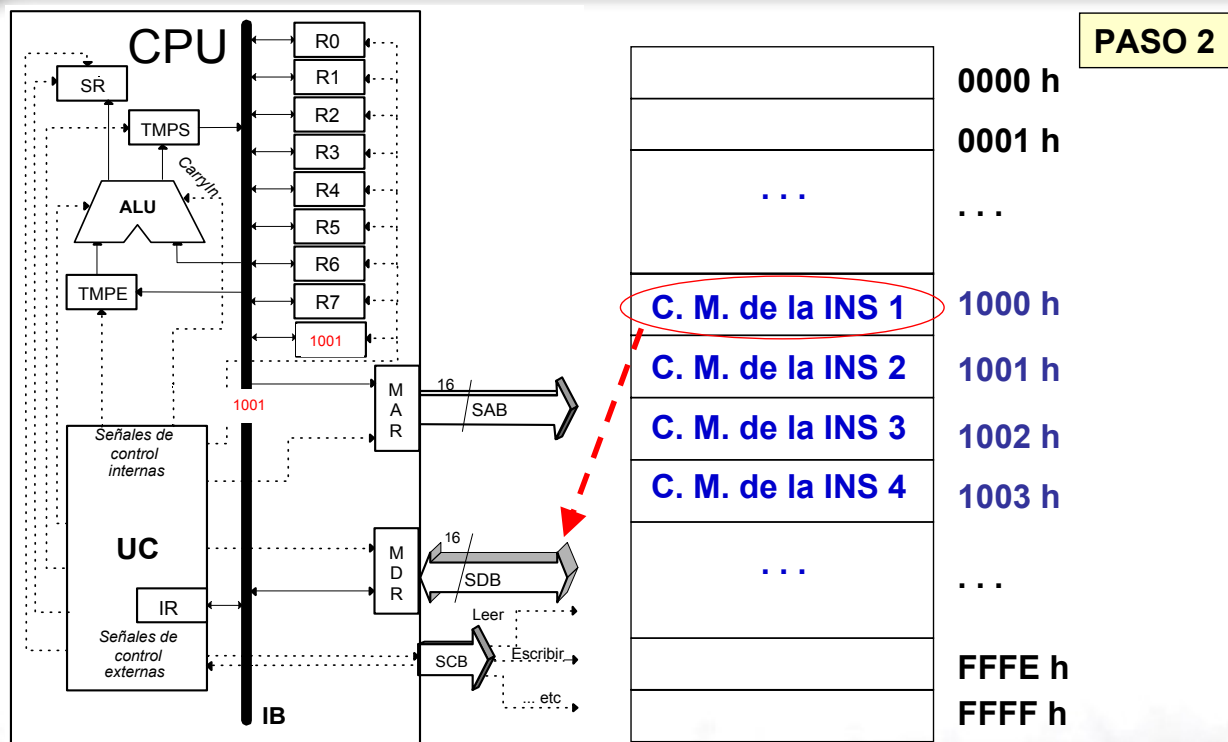 PASO 2
CPU
SR
TMPS
CarryIn
ALU
TMPE
R0
R1
R2
R3
R4
R5
R6
R7
1001
1001
Señales de
control
internas
UC
IR
Señales de
control
externas
IB
M
A
R
16
SAB
M
D
R
16
SDB
SCB
Leer
Escribir
... etc
0000 h
0001 h
. . .
. . .
C. M. de la INS 1
1000 h
C. M. de la INS 2
1001 h
C. M. de la INS 3
1002 h
C. M. de la INS 4
1003 h
. . .
. . .
FFFE h
FFFF h